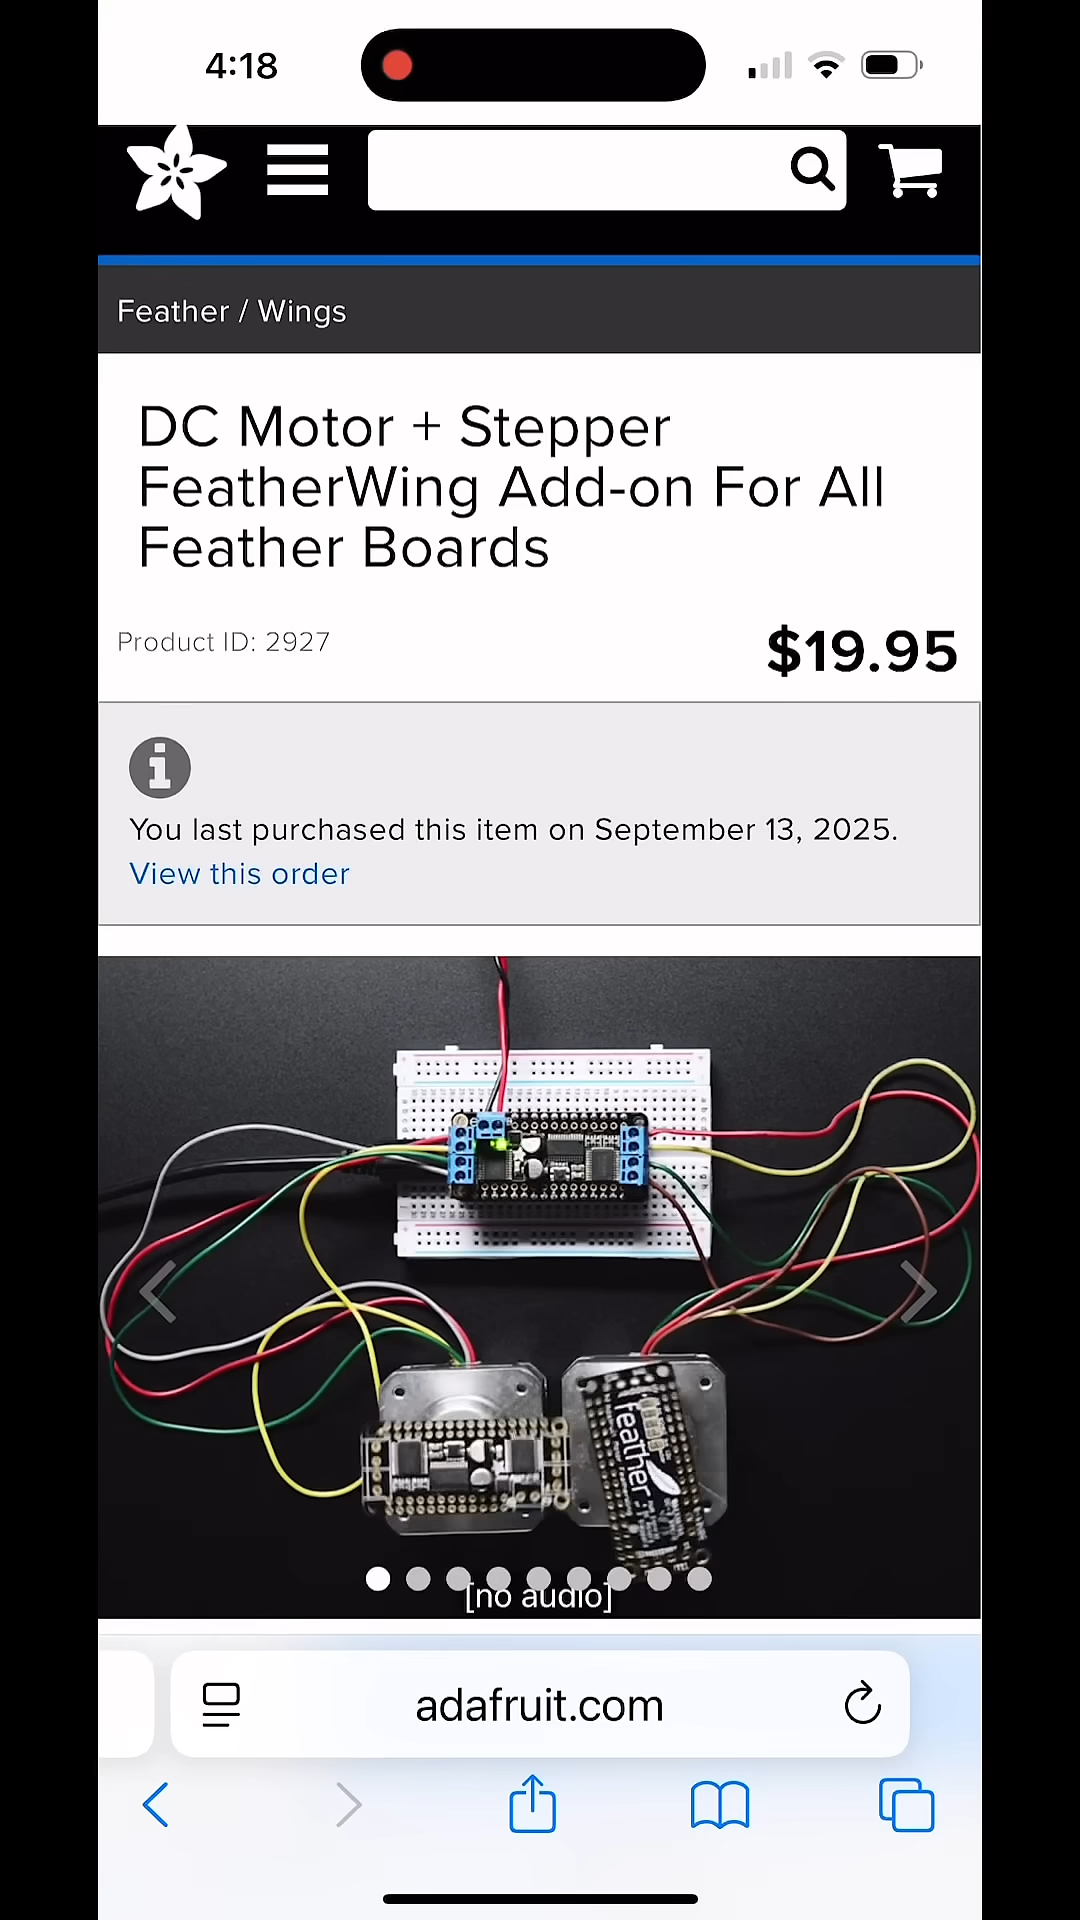 4:18
Feather / Wings
DC Motor + Stepper
FeatherWing Add-on For All
Feather Boards
Product ID: 2927
$19.95
You last purchased this item on September 13, 2025.
View this order
feather
[no audio]
adafruit.com